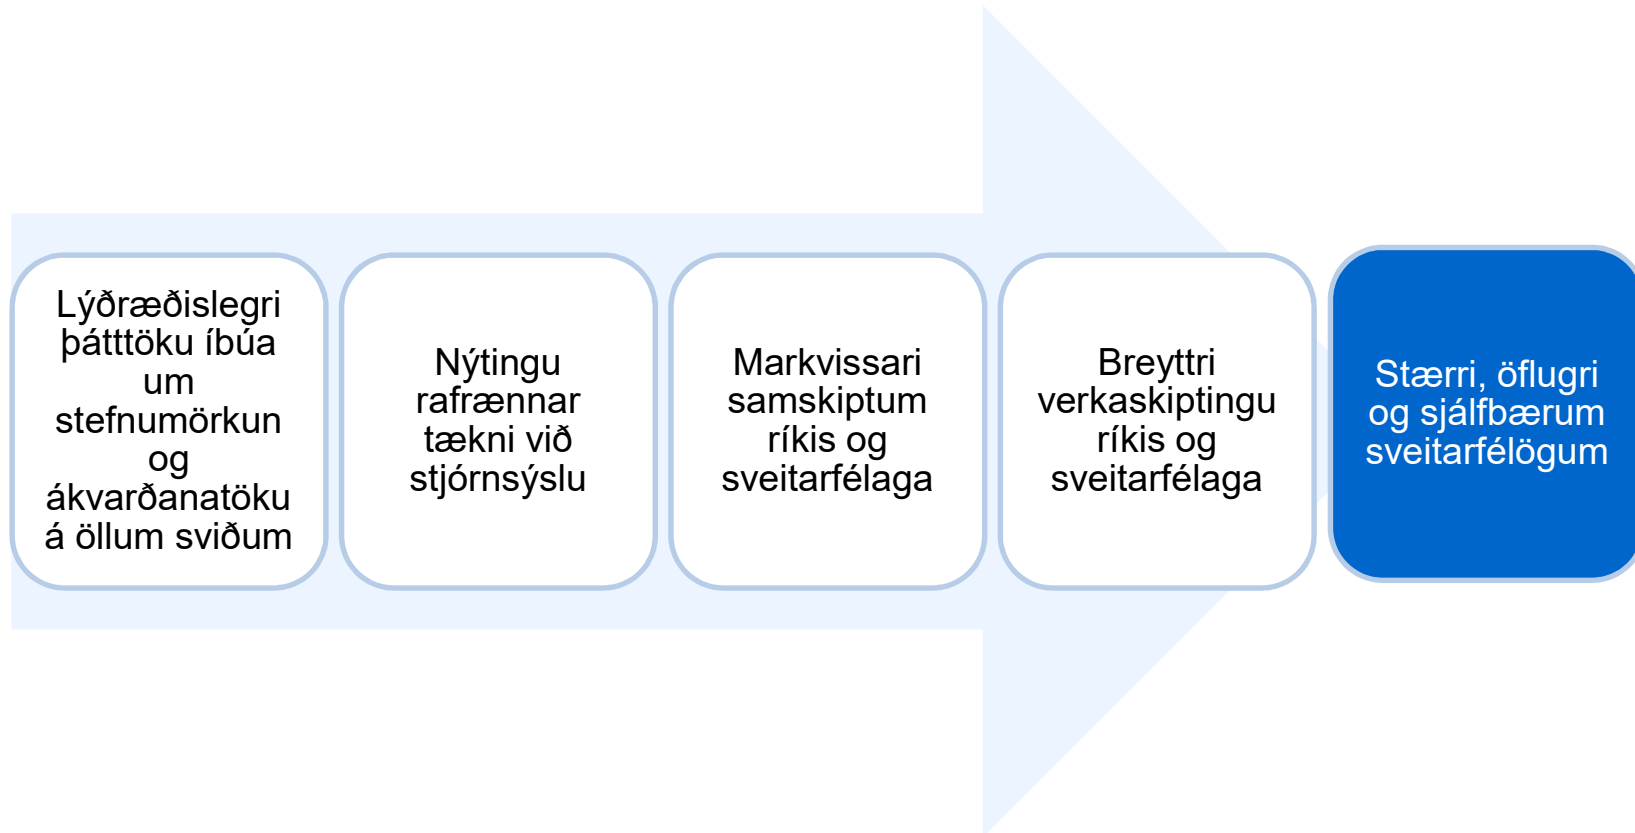 Lýðræðislegri
þátttöku íbúa
um
stefnumörkun
og
ákvarðanatöku
á öllum sviðum
Nýtingu
rafrænnar
tækni við
stjórnsýslu
Markvissari
samskiptum
ríkis og
sveitarfélaga
Breyttri
verkaskiptingu
ríkis og
sveitarfélaga
Stærri, öflugri
og sjálfbærum
sveitarfélögum